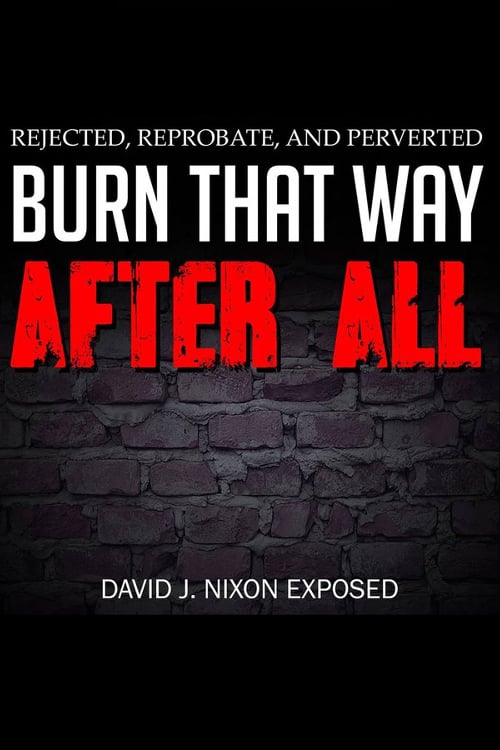 REJECTED, REPROBATE, AND PERVERTED
BURN THAT WAY
AFTER ALL
DAVID J. NIXON EXPOSED